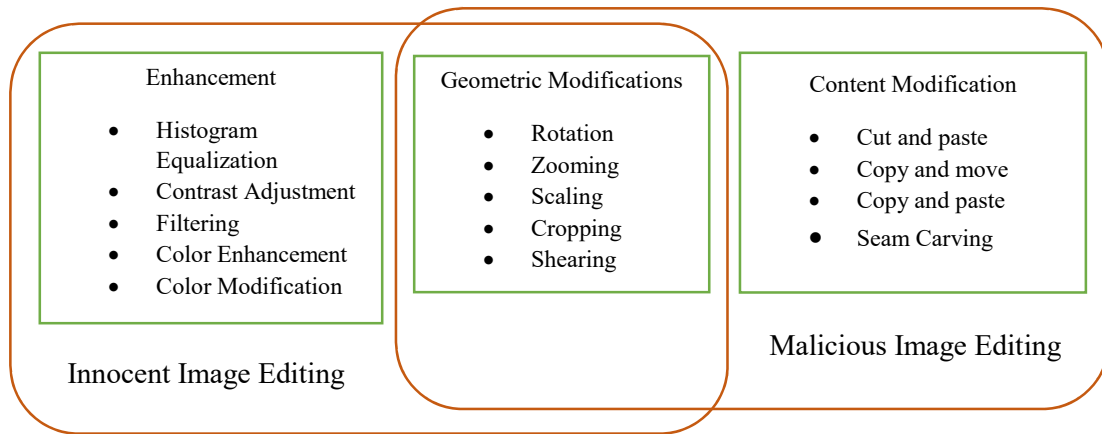 Enhancement
• Histogram
Equalization
• Contrast Adjustment
• Filtering
• Color Enhancement
• Color Modification
Geometric Modifications
• Rotation
• Zooming
• Scaling
• Cropping
• Shearing
Content Modification
• Cut and paste
• Copy and move
• Copy and paste
• Seam Carving
Innocent Image Editing
Malicious Image Editing